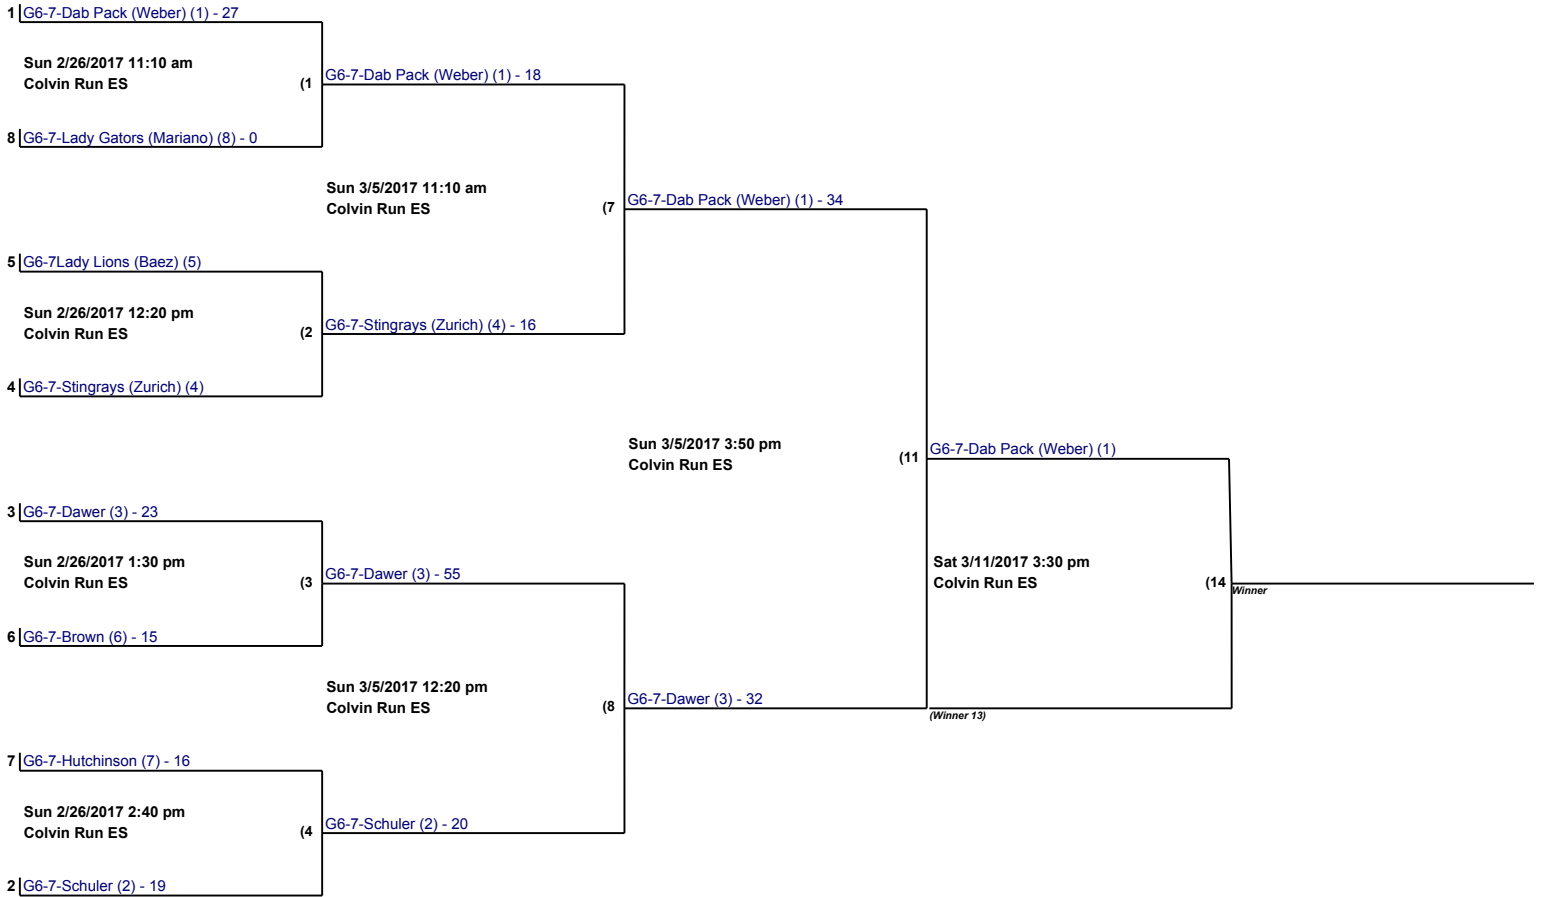 1 G6-7-Dab Pack (Weber) (1) - 27
Sun 2/26/2017 11:10 am
Colvin Run ES
(1
G6-7-Dab Pack (Weber) (1) - 18
8 G6-7-Lady Gators (Mariano) (8) - 0
Sun 3/5/2017 11:10 am
Colvin Run ES
(7
G6-7-Dab Pack (Weber) (1) - 34
5 G6-7Lady Lions (Baez) (5)
Sun 2/26/2017 12:20 pm
Colvin Run ES
(2
G6-7-Stingrays (Zurich) (4) - 16
4 G6-7-Stingrays (Zurich) (4)
Sun 3/5/2017 3:50 pm
Colvin Run ES
(11
G6-7-Dab Pack (Weber) (1)
3 G6-7-Dawer (3) - 23
Sun 2/26/2017 1:30 pm
Colvin Run ES
(3
G6-7-Dawer (3) - 55
Sat 3/11/2017 3:30 pm
Colvin Run ES
(14
Winner
6 G6-7-Brown (6) - 15
Sun 3/5/2017 12:20 pm
Colvin Run ES
(8
G6-7-Dawer (3) - 32
(Winner 13)
7 G6-7-Hutchinson (7) - 16
Sun 2/26/2017 2:40 pm
Colvin Run ES
(4
G6-7-Schuler (2) - 20
2 G6-7-Schuler (2) - 19